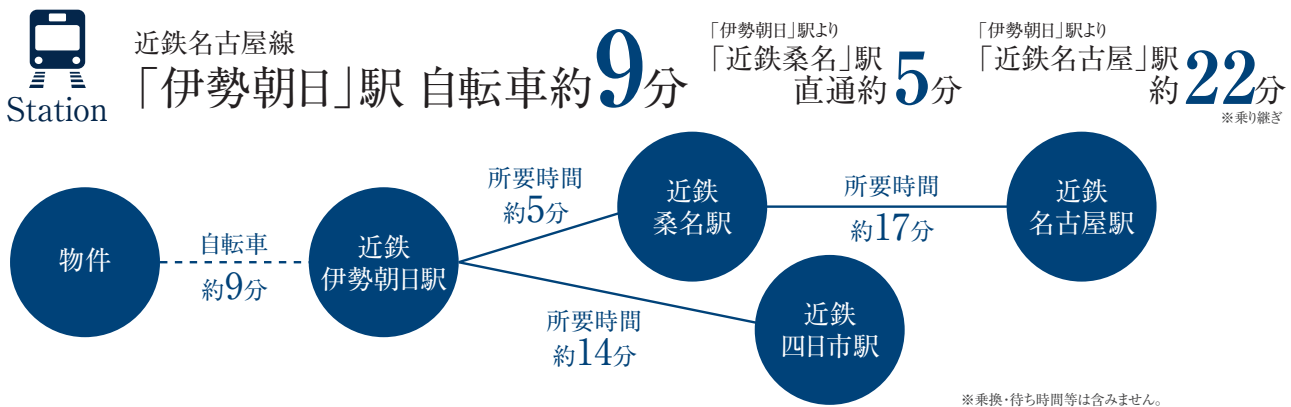 Station
近鉄名古屋線
「伊勢朝日」駅 自転車約9分
「伊勢朝日」駅より
「近鉄桑名」駅
直通約5分
「伊勢朝日」駅より
「近鉄名古屋」駅
約22分
※乗り継ぎ
物件
自転車
約9分
近鉄
伊勢朝日駅
所要時間
約5分
近鉄
桑名駅
所要時間
約17分
近鉄
名古屋駅
所要時間
約14分
近鉄
四日市駅
※乗換・待ち時間等は含みません。